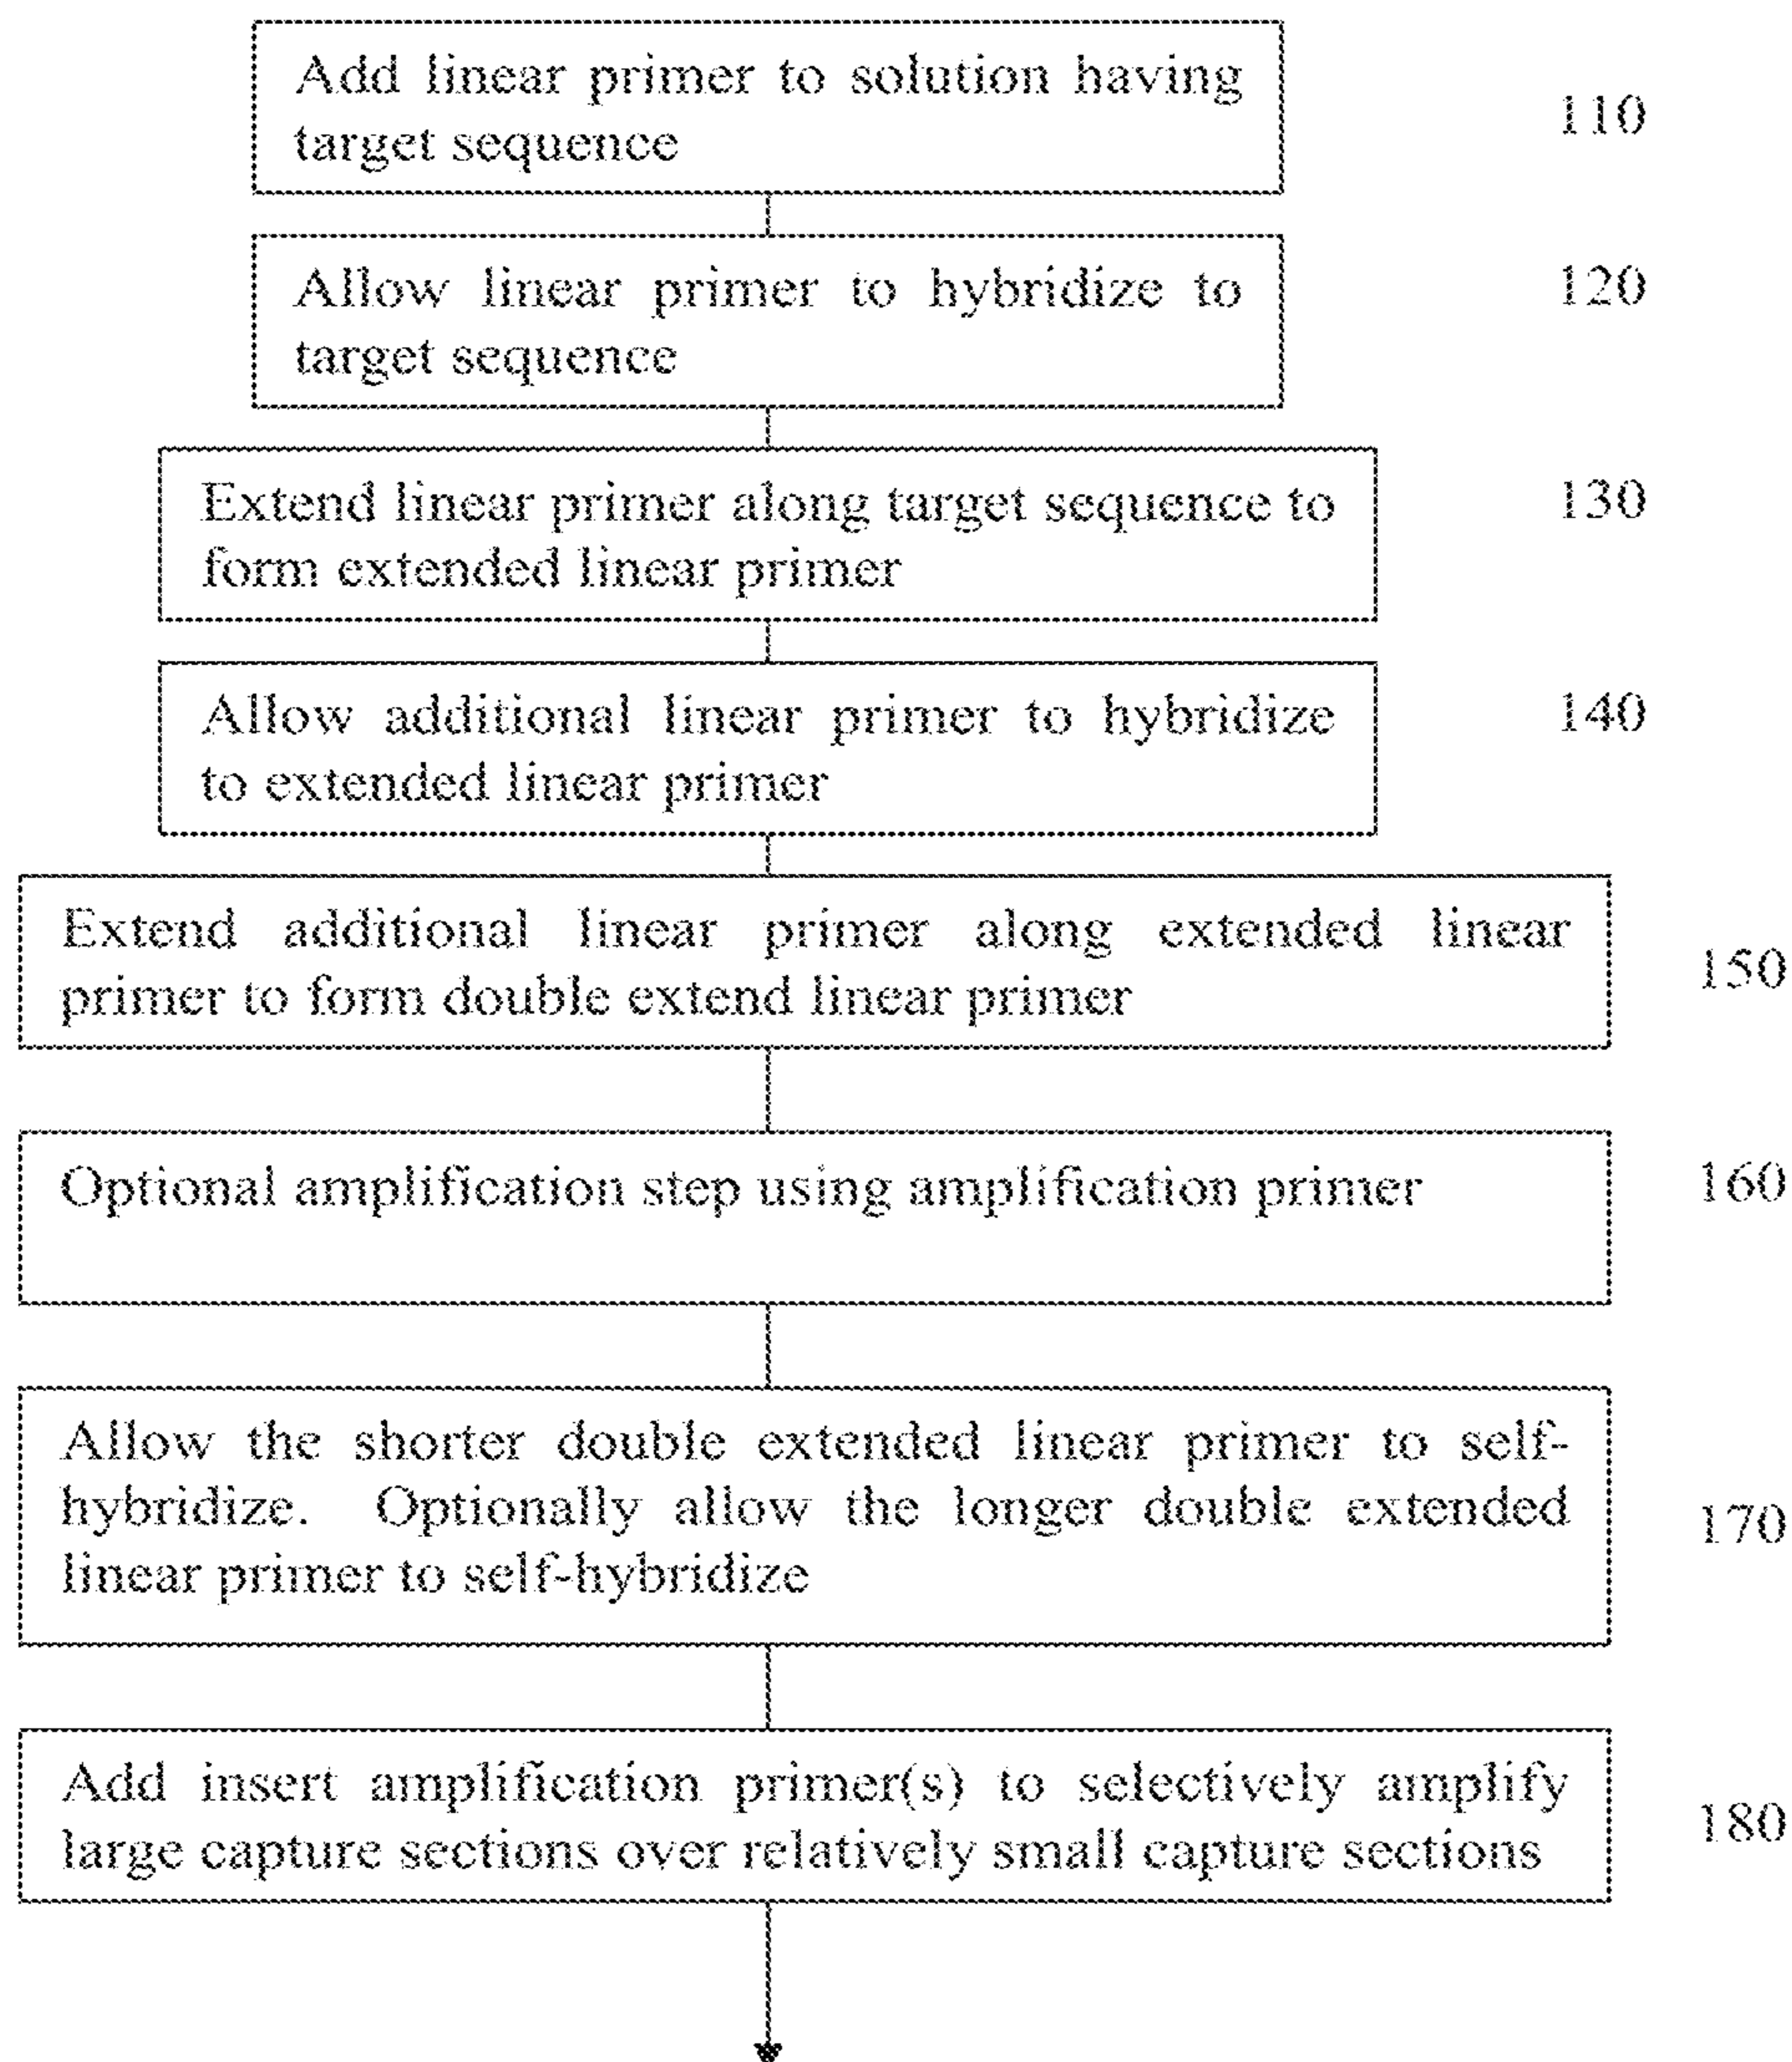 Add linear primer to solution having
target sequence
110
Allow linear primer to hybridize to
target sequence
120
Extend linear primer along target sequence to
form extended linear primer
130
Allow additional linear primer to hybridize
to extended linear primer
140
Extend additional linear primer along extended linear
primer to form double extend linear primer
150
Optional amplification step using amplification primer
160
Allow the shorter double extended linear primer to self-
hybridize. Optionally allow the longer double extended
linear primer to self-hybridize
170
Add insert amplification primer(s) to selectively amplify
large capture sections over relatively small capture sections
180